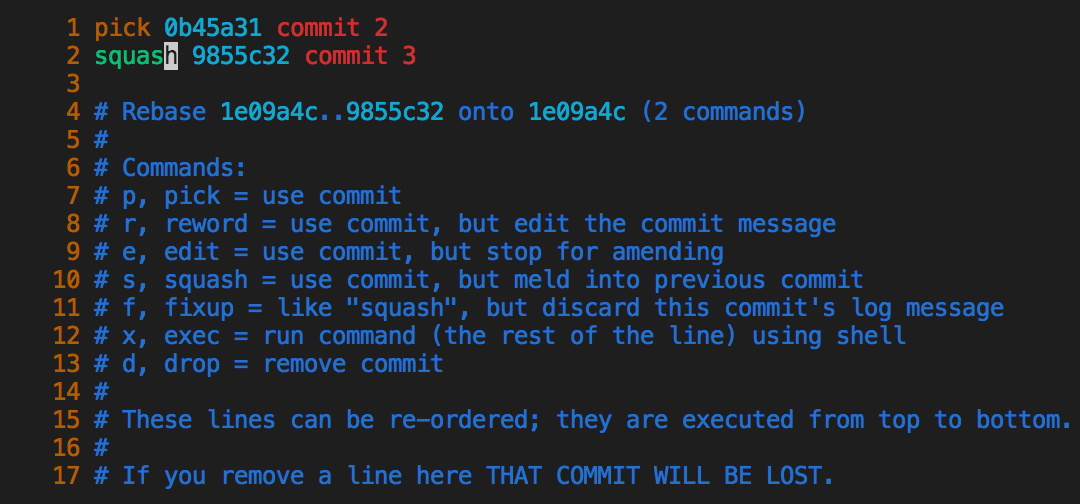 1 pick 0b45a31 commit 2
2 squash 9855c32 commit 3
3
4 # Rebase 1e09a4c..9855c32 onto 1e09a4c (2 commands)
5 #
6 # Commands:
7 # p, pick = use commit
8 # r, reword = use commit, but edit the commit message
9 # e, edit = use commit, but stop for amending
10 # s, squash = use commit, but meld into previous commit
11 # f, fixup = like "squash", but discard this commit's log message
12 # x, exec = run command (the rest of the line) using shell
13 # d, drop = remove commit
14 #
15 # These lines can be re-ordered; they are executed from top to bottom.
16 #
17 # If you remove a line here THAT COMMIT WILL BE LOST.